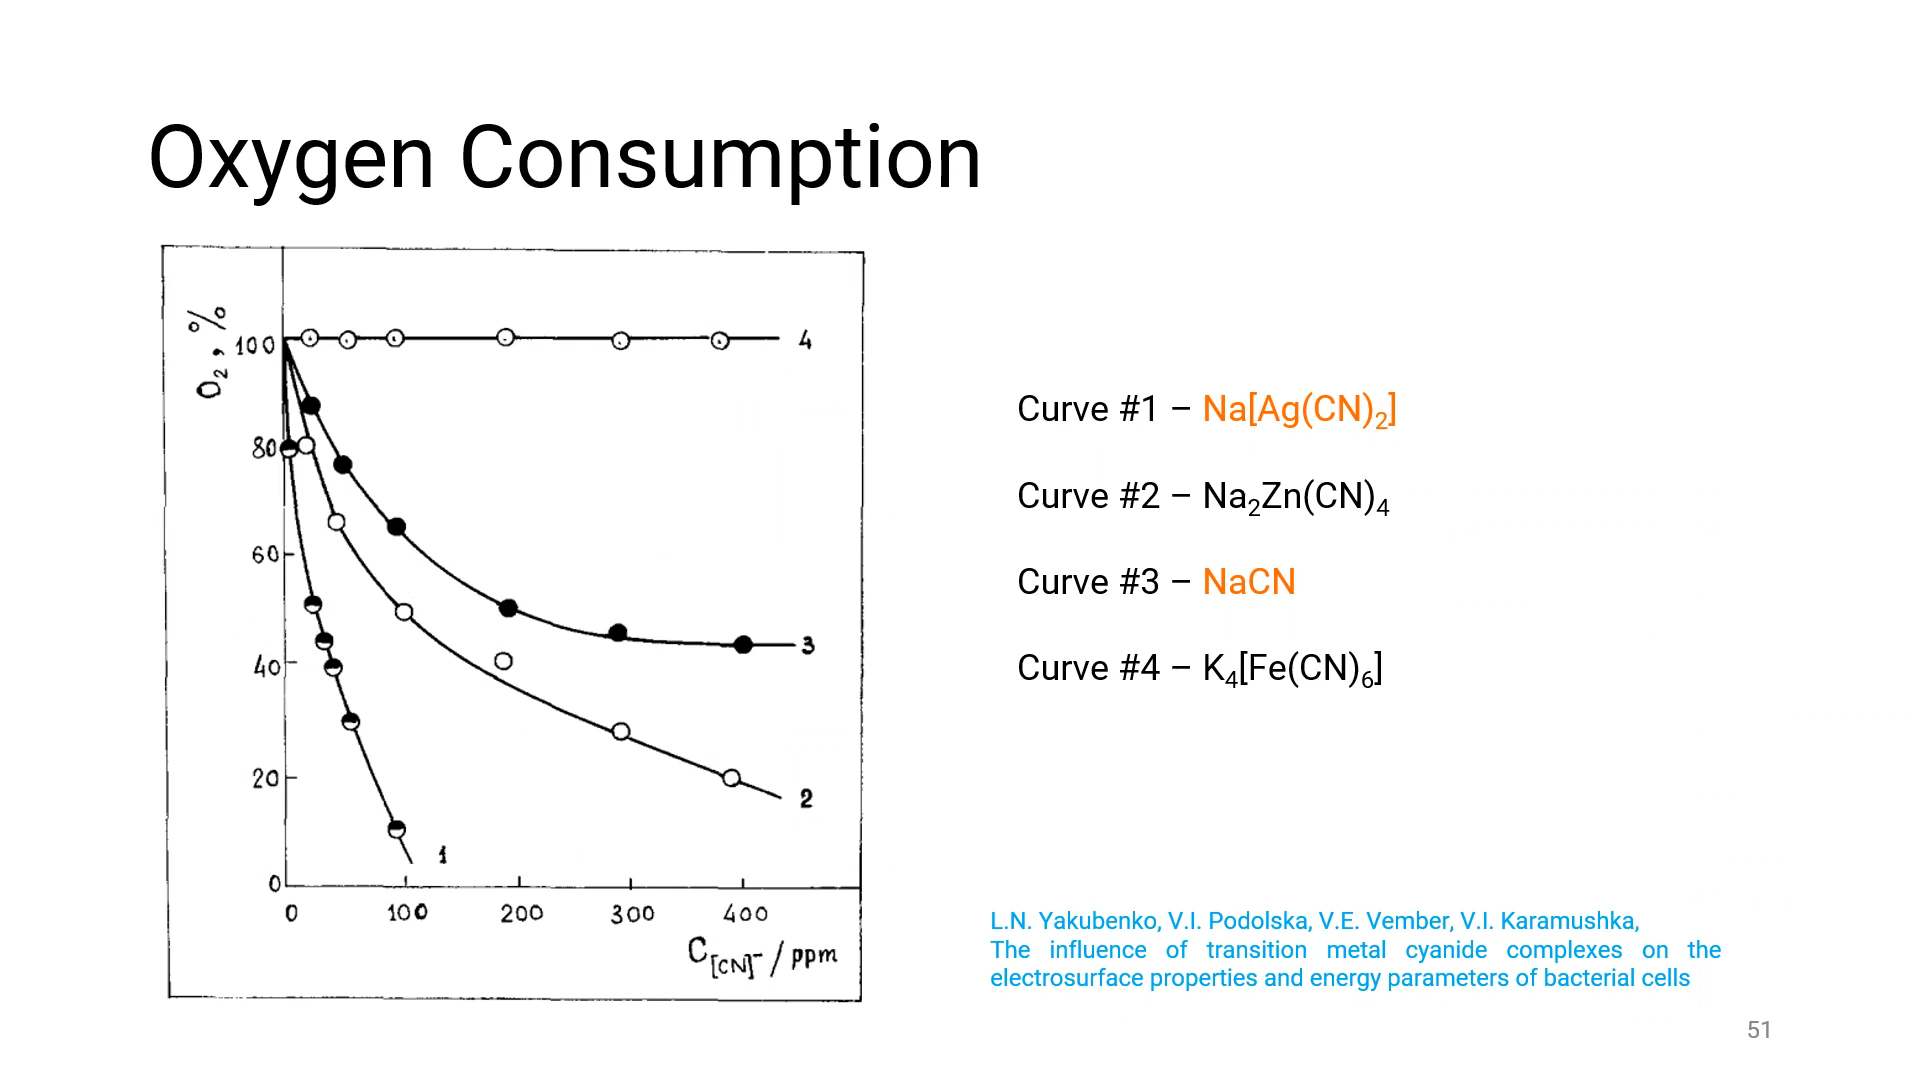 Oxygen Consumption
O₂, %
100
80
60
40
20
0
0 100 200 300 400
C[CN]⁻ / ppm
4
3
2
1
Curve #1 – Na[Ag(CN)₂]
Curve #2 – Na₂Zn(CN)₄
Curve #3 – NaCN
Curve #4 – K₄[Fe(CN)₆]
L.N. Yakubenko, V.I. Podolska, V.E. Vember, V.I. Karamushka,
The influence of transition metal cyanide complexes on the
electrosurface properties and energy parameters of bacterial cells
51